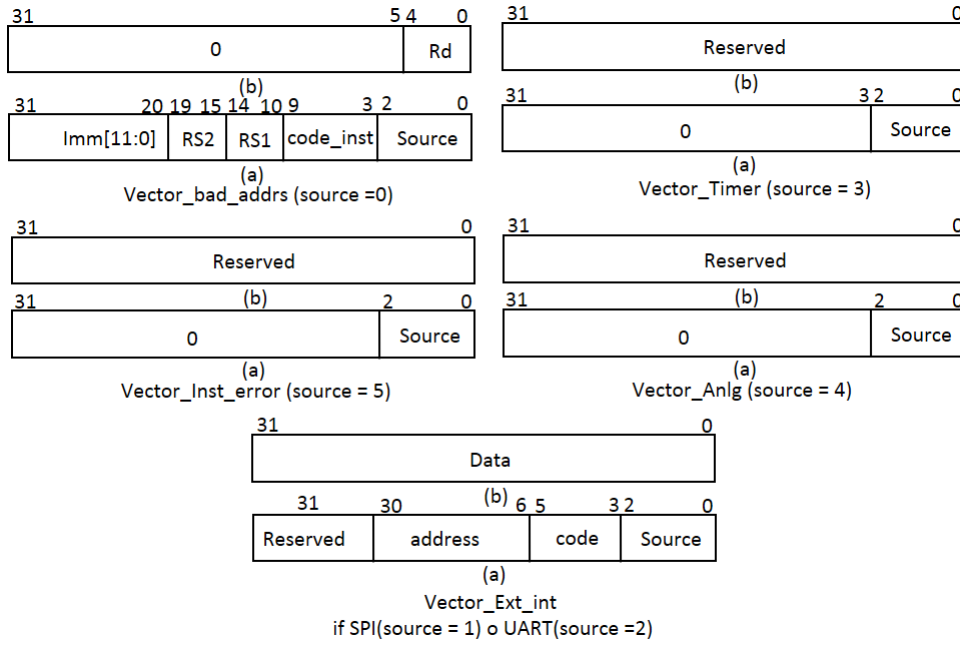 31 5 4 0
0 Rd
(b)
31 20 19 15 14 10 9 3 2 0
Imm[11:0] RS2 RS1 code_inst Source
(a)
Vector_bad_addrs (source =0)
31 0
Reserved
(b)
31 3 2 0
0 Source
(a)
Vector_Timer (source = 3)
31 0
Reserved
(b)
31 2 0
0 Source
(a)
Vector_Inst_error (source = 5)
31 0
Reserved
(b)
31 2 0
0 Source
(a)
Vector_Anlg (source = 4)
31 0
Data
(b)
31 30 6 5 3 2 0
Reserved address code Source
(a)
Vector_Ext_int
if SPI(source = 1) o UART(source =2)